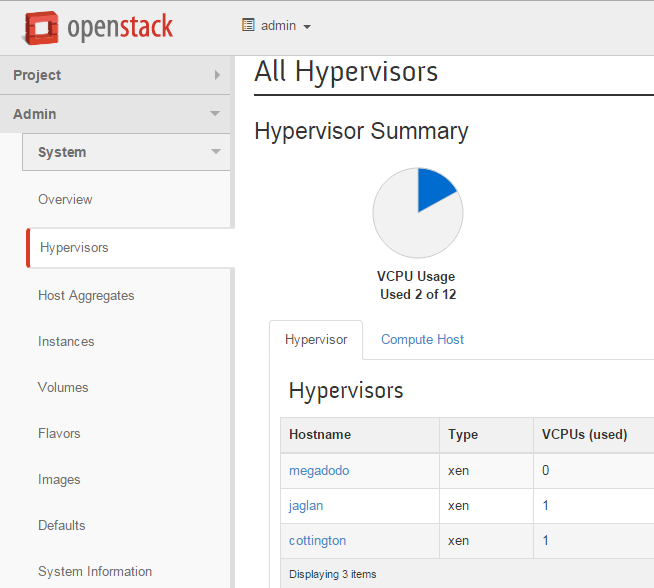 openstack
admin
Project
Admin
System
Overview
Hypervisors
Host Aggregates
Instances
Volumes
Flavors
Images
Defaults
System Information
All Hypervisors
Hypervisor Summary
VCPU Usage
Used 2 of 12
Hypervisor Compute Host
Hypervisors
Hostname Type VCPUs (used)
megadodo xen 0
jaglan xen 1
cottington xen 1
Displaying 3 items